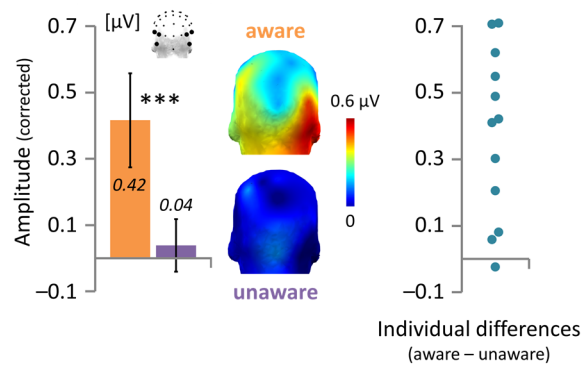 [µV]
Amplitude (corrected)
0.7
0.5
0.3
0.1
–0.1
***
0.42
0.04
aware
0.6 µV
0
unaware
0.7
0.5
0.3
0.1
–0.1
Individual differences
(aware – unaware)